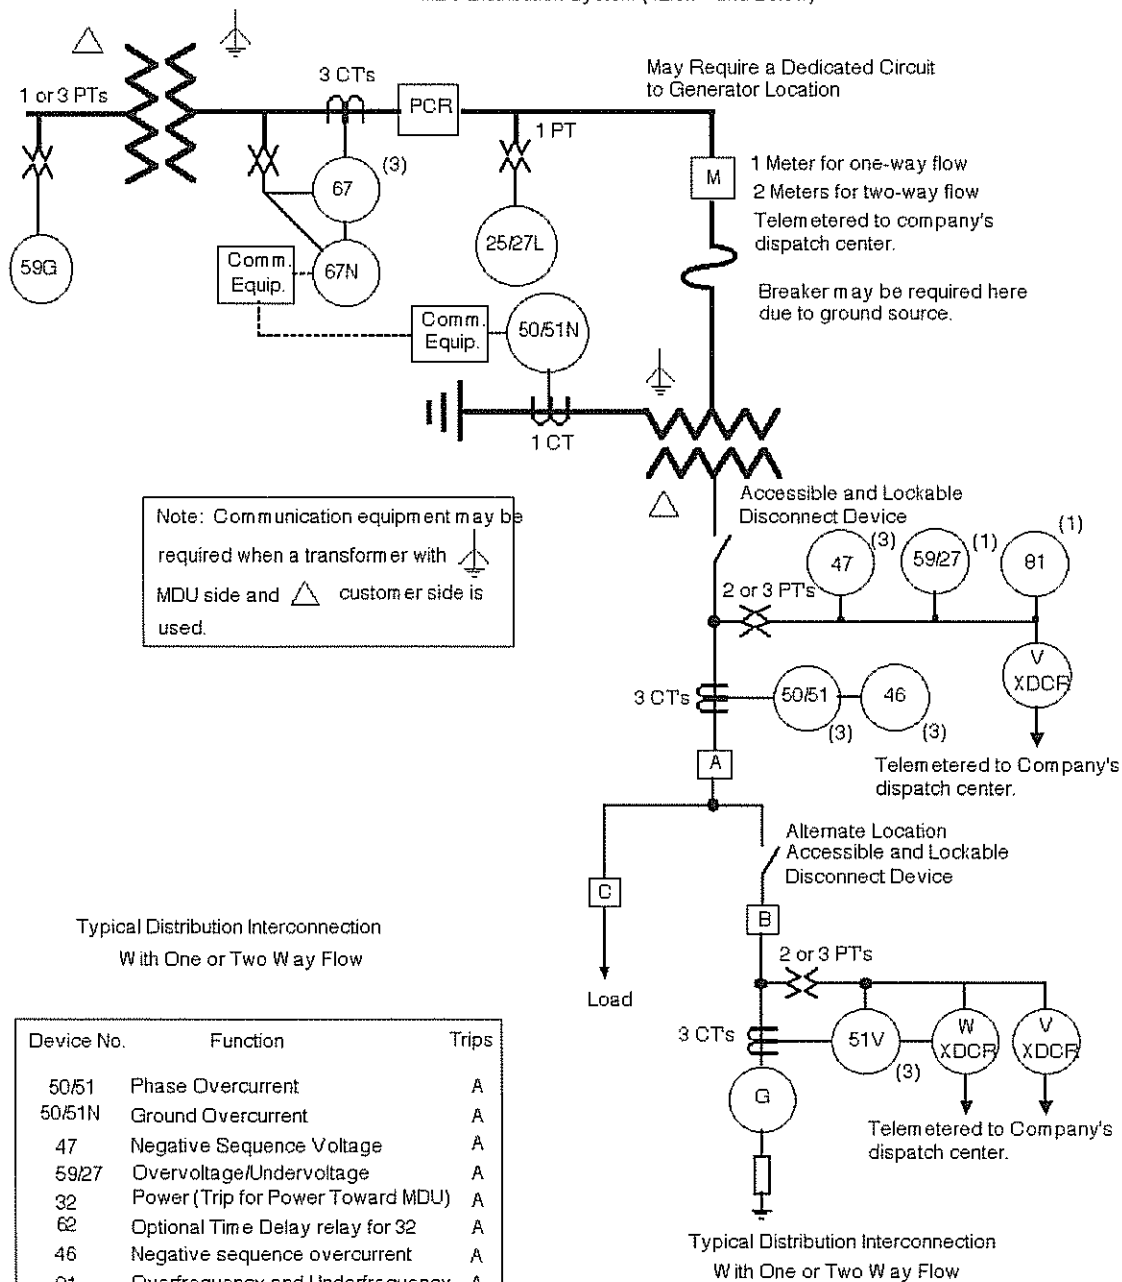 May Require a Dedicated Circuit
to Generator Location
3 CT's
1 or 3 PTs
PCR
1 PT
(3)
67
M
1 Meter for one-way flow
2 Meters for two-way flow
Telemetered to company's
dispatch center.
25/27L
59G
Comm.
Equip.
67N
Breaker may be required here
due to ground source.
Comm.
Equip.
50/51N
1 CT
Accessible and Lockable
Disconnect Device
Note: Communication equipment may be
required when a transformer with
MDU side and customer side is
used.
47
(3)
59/27
(1)
81
(1)
2 or 3 PT's
V
XDCR
3 CT's
50/51
(3)
46
(3)
A
Telemetered to Company's
dispatch center.
Alternate Location
Accessible and Lockable
Disconnect Device
C
B
Typical Distribution Interconnection
With One or Two Way Flow
2 or 3 PT's
Load
3 CT's
51V
(3)
W
XDCR
V
XDCR
G
Telemetered to Company's
dispatch center.
Device No. Function Trips
50/51 Phase Overcurrent A
50/51N Ground Overcurrent A
47 Negative Sequence Voltage A
59/27 Overvoltage/Undervoltage A
32 Power (Trip for Power Toward MDU) A
62 Optional Time Delay relay for 32 A
46 Negative sequence overcurrent A
81 Overfrequency and Underfrequency A
Typical Distribution Interconnection
With One or Two Way Flow